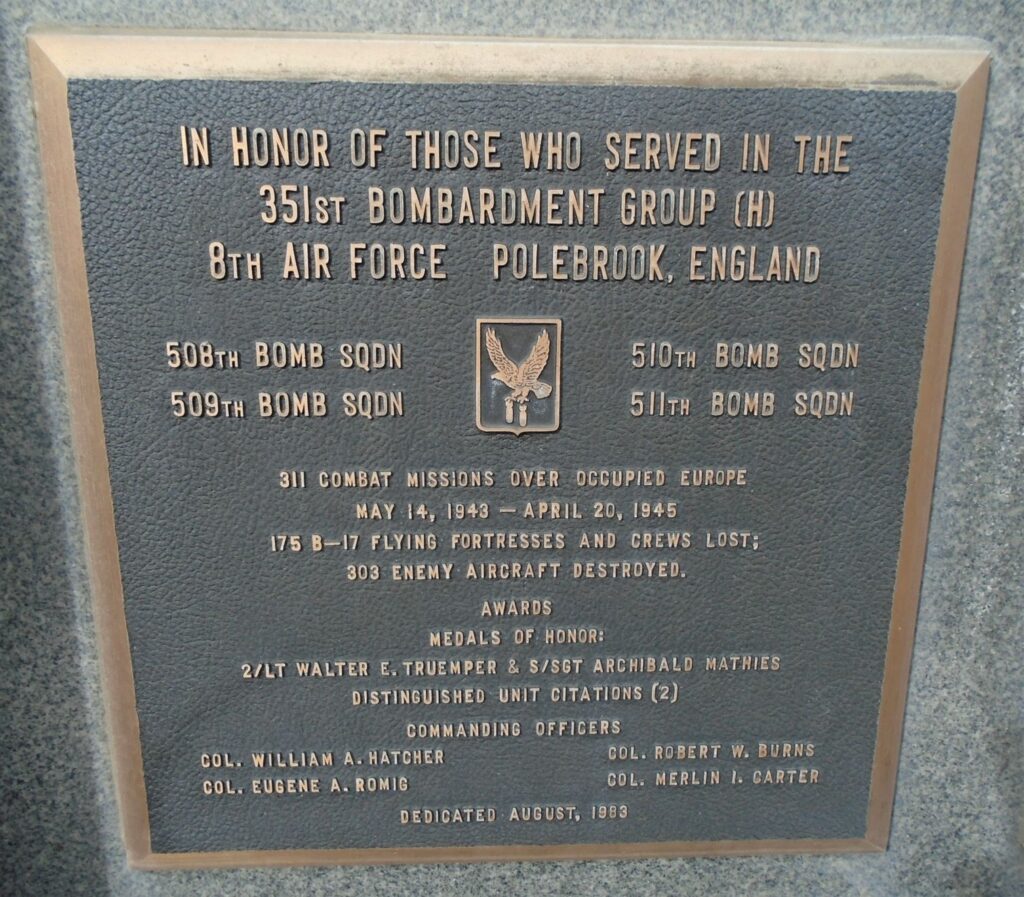 IN HONOR OF THOSE WHO SERVED IN THE
351ST BOMBARDMENT GROUP (H)
8TH AIR FORCE POLEBROOK, ENGLAND
508TH BOMB SQDN 510TH BOMB SQDN
509TH BOMB SQDN 511TH BOMB SQDN
311 COMBAT MISSIONS OVER OCCUPIED EUROPE
MAY 14, 1943 – APRIL 20, 1945
175 B–17 FLYING FORTRESSES AND CREWS LOST;
303 ENEMY AIRCRAFT DESTROYED.
AWARDS
MEDALS OF HONOR:
2/LT WALTER E. TRUEMPER & S/SGT ARCHIBALD MATHIES
DISTINGUISHED UNIT CITATIONS (2)
COMMANDING OFFICERS
COL. WILLIAM A. HATCHER COL. ROBERT W. BURNS
COL. EUGENE A. ROMIG COL. MERLIN I. CARTER
DEDICATED AUGUST, 1983